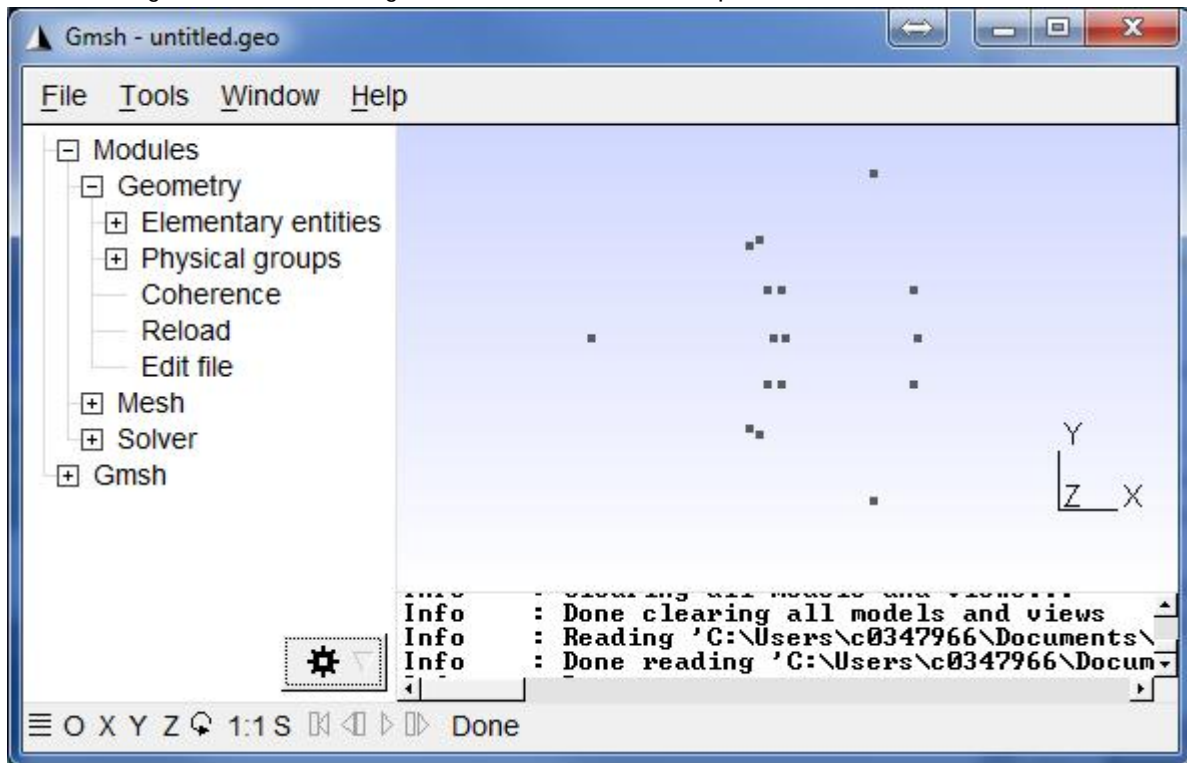 Gmsh - untitled.geo
File Tools Window Help
Modules
Geometry
Elementary entities
Physical groups
Coherence
Reload
Edit file
Mesh
Solver
Gmsh
Y
Z X
Info : Done clearing all models and views
Info : Reading 'C:\Users\c0347966\Documents\
Info : Done reading 'C:\Users\c0347966\Docum
O X Y Z 1:1 S Done